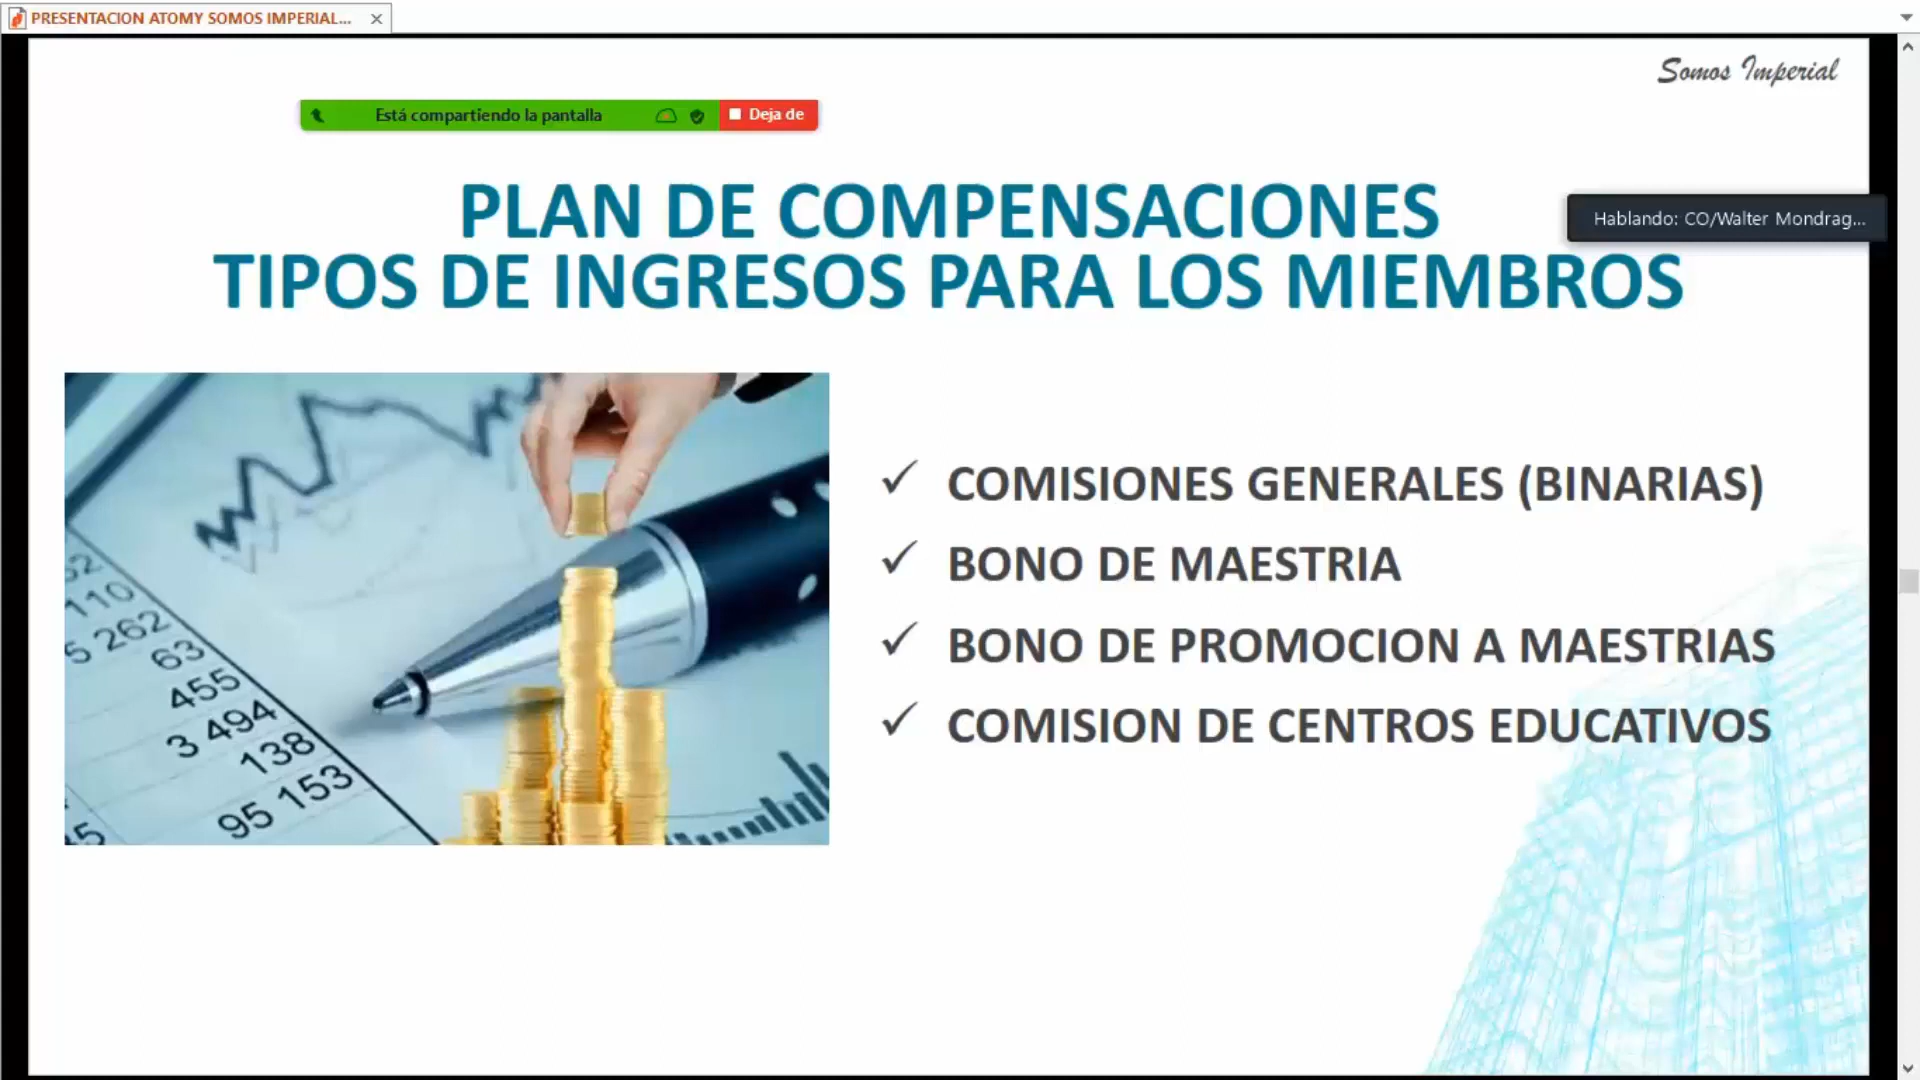 PRESENTACION ATOMY SOMOS IMPERIAL...
Somos Imperial
Está compartiendo la pantalla
Deja de
PLAN DE COMPENSACIONES
Hablando: CO/Walter Mondrag...
TIPOS DE INGRESOS PARA LOS MIEMBROS
✓ COMISIONES GENERALES (BINARIAS)
✓ BONO DE MAESTRIA
✓ BONO DE PROMOCION A MAESTRIAS
✓ COMISION DE CENTROS EDUCATIVOS
52
110
5 262
63
455
3 494
138
95 153